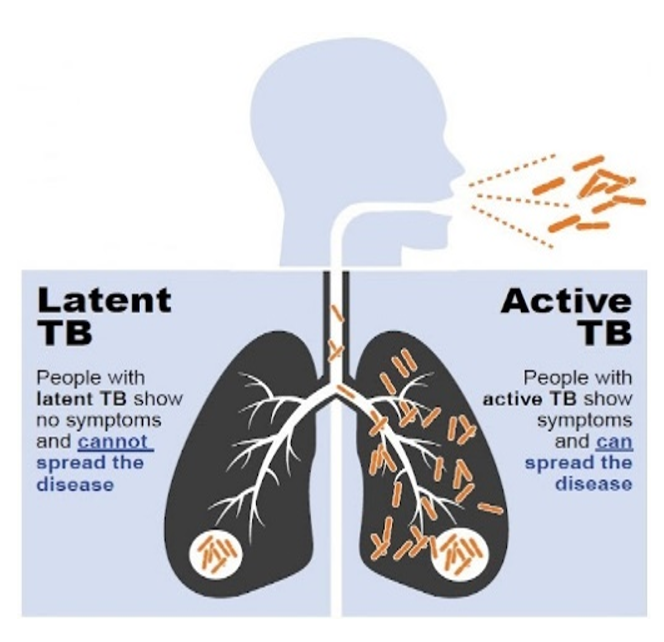 Latent
TB
People with
latent TB show
no symptoms
and cannot
spread the
disease
Active
TB
People with
active TB show
symptoms
and can
spread the
disease